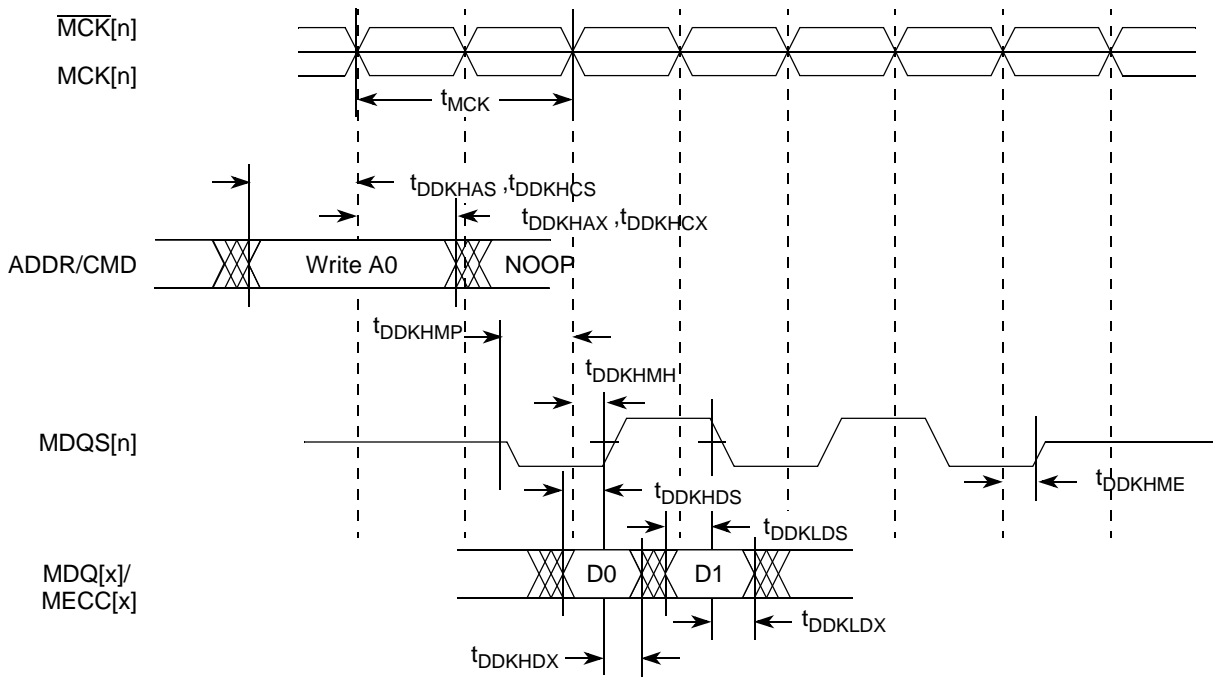 MCK[n]
MCK[n]
tMCK
tDDKHAS ,tDDKHCS
tDDKHAX ,tDDKHCX
ADDR/CMD
Write A0
NOOP
tDDKHMP
tDDKHMH
MDQS[n]
tDDKHME
tDDKHDS
tDDKLDS
MDQ[x]/
MECC[x]
D0
D1
tDDKLDX
tDDKHDX